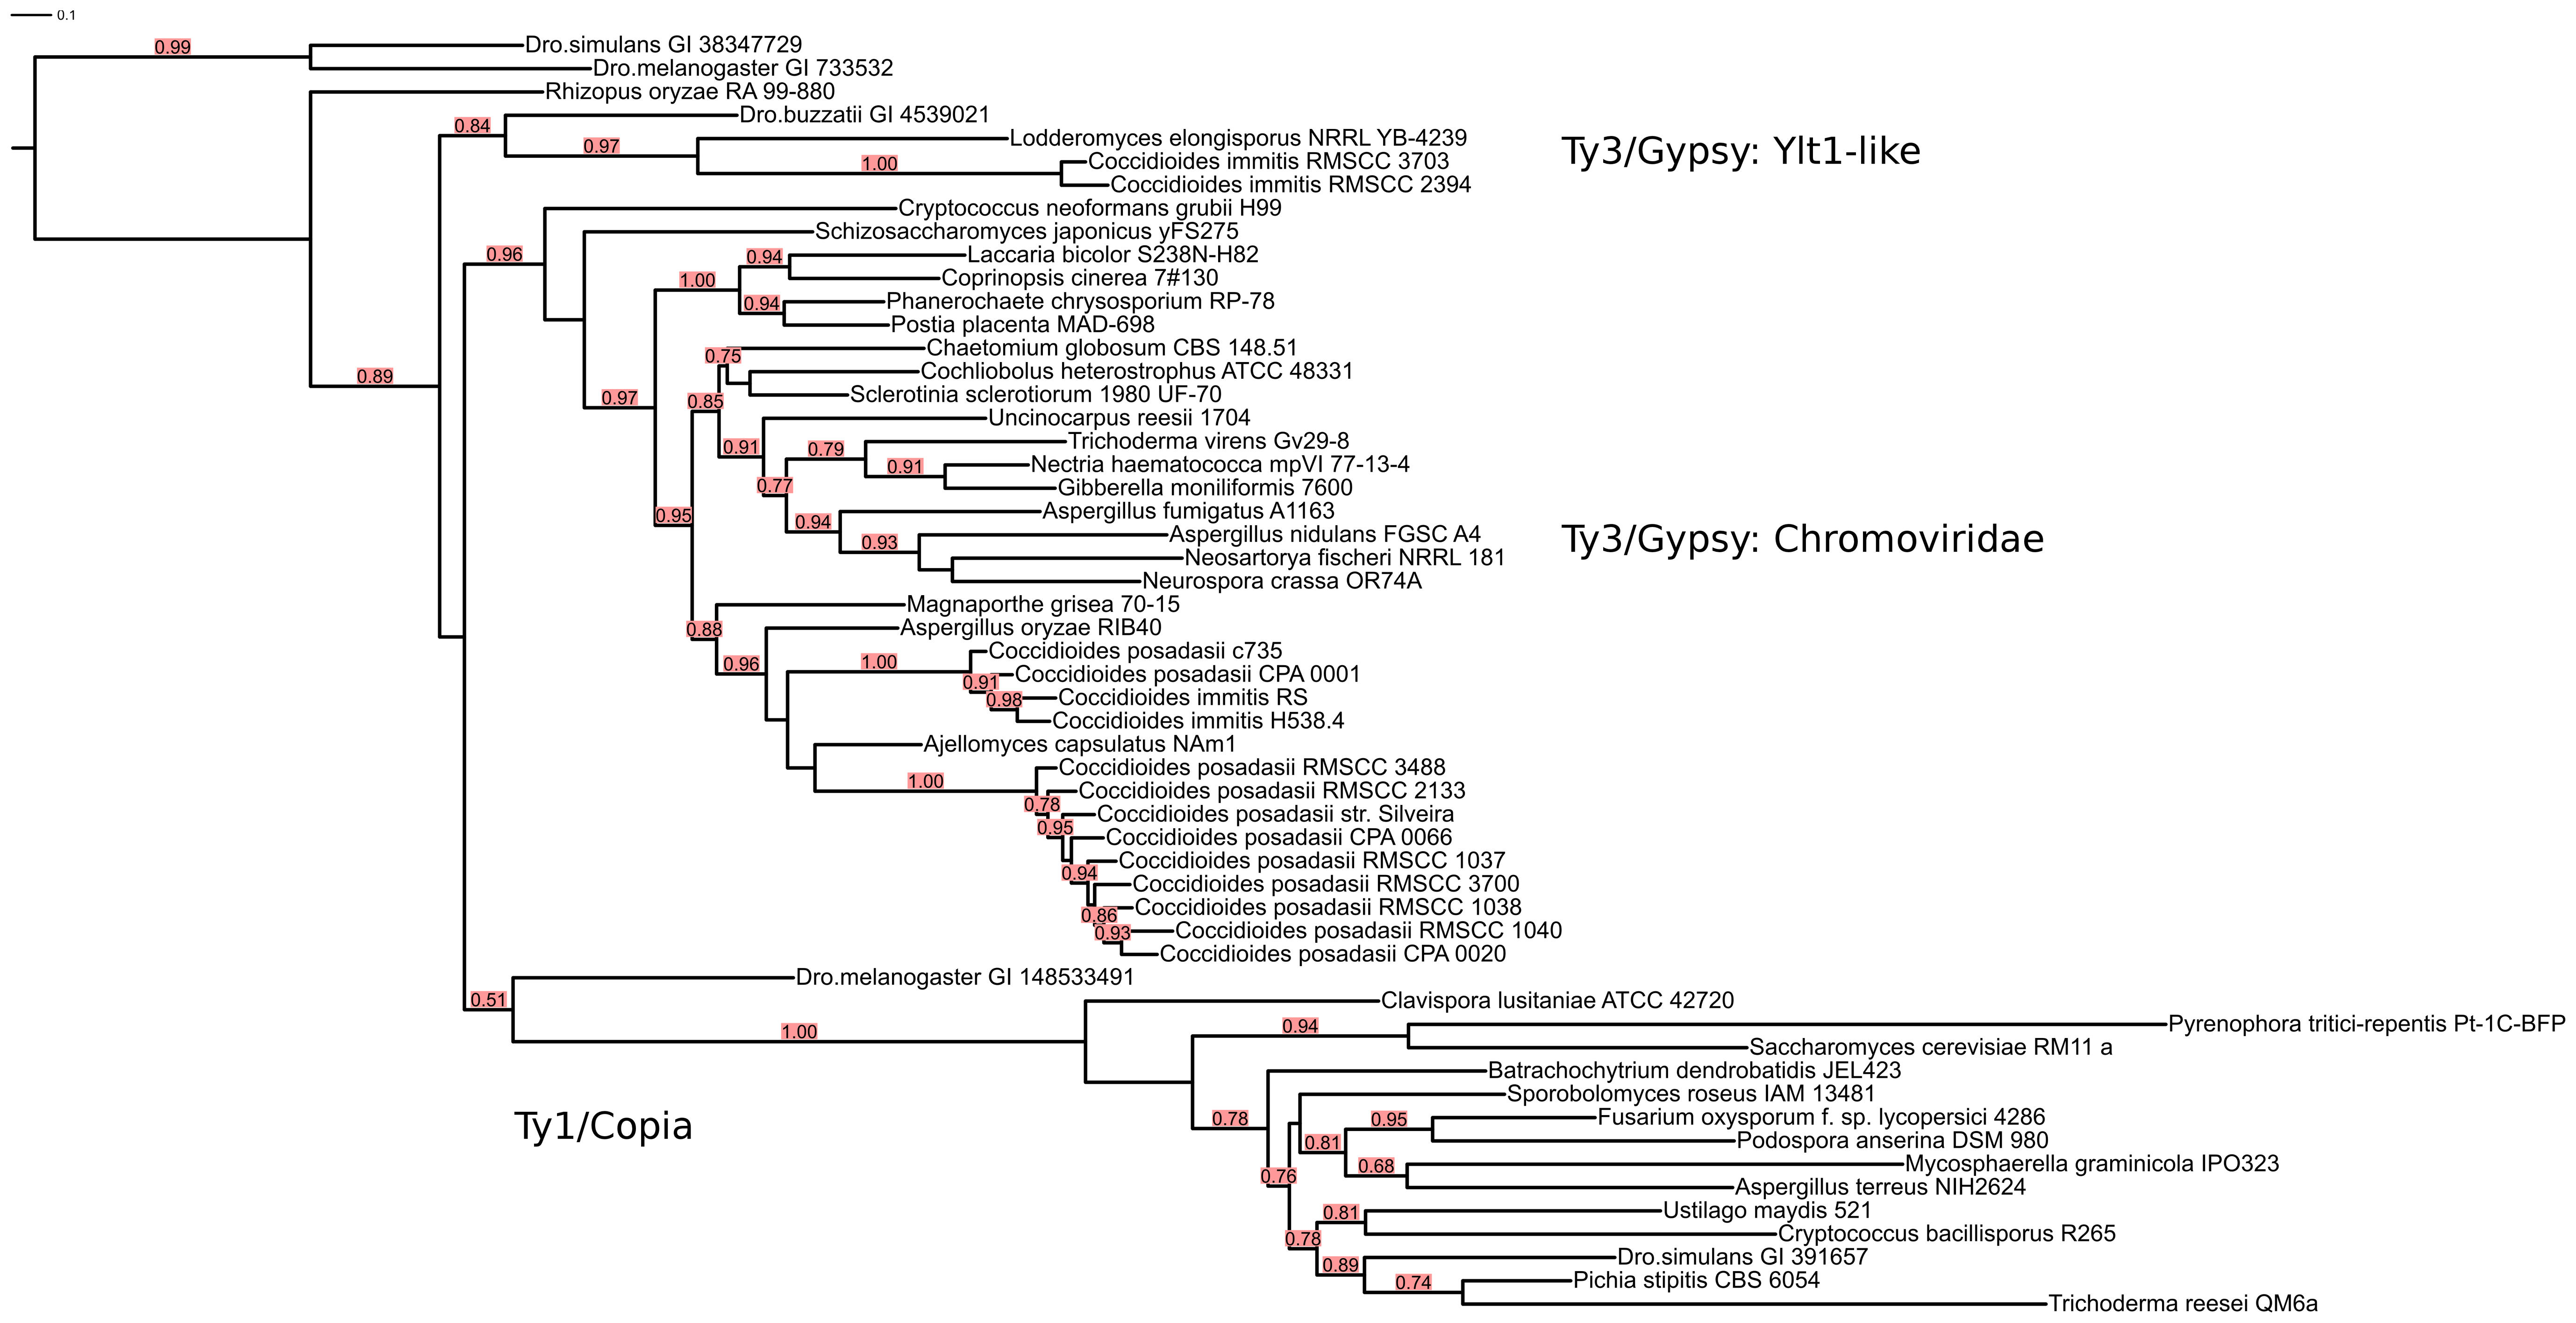 0.1
0.99
Dro.simulans GI 38347729
Dro.melanogaster GI 733532
Rhizopus oryzae RA 99-880
Dro.buzzatii GI 4539021
0.84
Lodderomyces elongisporus NRRL YB-4239
0.97
Ty3/Gypsy: Ylt1-like
Coccidioides immitis RMSCC 3703
1.00
Coccidioides immitis RMSCC 2394
Cryptococcus neoformans grubii H99
Schizosaccharomyces japonicus yFS275
0.96
Laccaria bicolor S238N-H82
0.94
Coprinopsis cinerea 7#130
1.00
Phanerochaete chrysosporium RP-78
0.94
Postia placenta MAD-698
Chaetomium globosum CBS 148.51
0.75
Cochliobolus heterostrophus ATCC 48331
0.89
Sclerotinia sclerotiorum 1980 UF-70
0.97
0.85
Uncinocarpus reesii 1704
Trichoderma virens Gv29-8
0.91
0.79
Nectria haematococca mpVI 77-13-4
0.91
Gibberella moniliformis 7600
0.77
Aspergillus fumigatus A1163
0.95
0.94
Aspergillus nidulans FGSC A4
0.93
Ty3/Gypsy: Chromoviridae
Neosartorya fischeri NRRL 181
Neurospora crassa OR74A
Magnaporthe grisea 70-15
0.88
Aspergillus oryzae RIB40
Coccidioides posadasii c735
0.96
1.00
Coccidioides posadasii CPA 0001
0.91
Coccidioides immitis RS
0.98
Coccidioides immitis H538.4
Ajellomyces capsulatus NAm1
Coccidioides posadasii RMSCC 3488
1.00
Coccidioides posadasii RMSCC 2133
0.78
Coccidioides posadasii str. Silveira
0.95
Coccidioides posadasii CPA 0066
Coccidioides posadasii RMSCC 1037
0.94
Coccidioides posadasii RMSCC 3700
Coccidioides posadasii RMSCC 1038
0.86
Coccidioides posadasii RMSCC 1040
0.93
Coccidioides posadasii CPA 0020
Dro.melanogaster GI 148533491
0.51
Clavispora lusitaniae ATCC 42720
1.00
0.94
Pyrenophora tritici-repentis Pt-1C-BFP
Saccharomyces cerevisiae RM11 a
Batrachochytrium dendrobatidis JEL423
Sporobolomyces roseus IAM 13481
0.78
Ty1/Copia
0.95
Fusarium oxysporum f. sp. lycopersici 4286
0.81
Podospora anserina DSM 980
0.68
Mycosphaerella graminicola IPO323
0.76
Aspergillus terreus NIH2624
0.81
Ustilago maydis 521
0.78
Cryptococcus bacillisporus R265
0.89
Dro.simulans GI 391657
0.74
Pichia stipitis CBS 6054
Trichoderma reesei QM6a